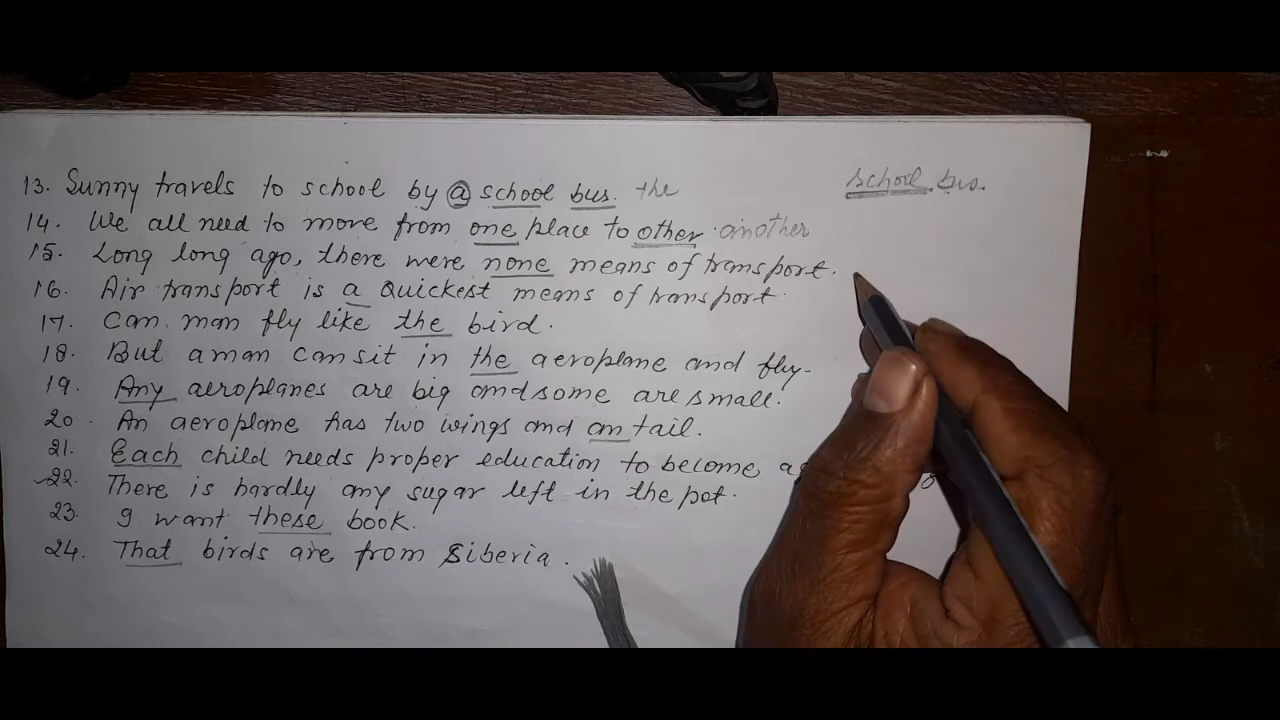 13. Sunny travels to school by a school bus. the school bus.
14. We all need to move from one place to other. another
15. Long long ago, there were none means of transport.
16. Air transport is a Quickest means of transport.
17. Can man fly like the bird.
18. But a man can sit in the aeroplane and fly.
19. Any aeroplanes are big and some are small.
20. An aeroplane has two wings and an tail.
21. Each child needs proper education to become a
22. There is hardly any sugar left in the pot.
23. I want these book.
24. That birds are from Siberia.